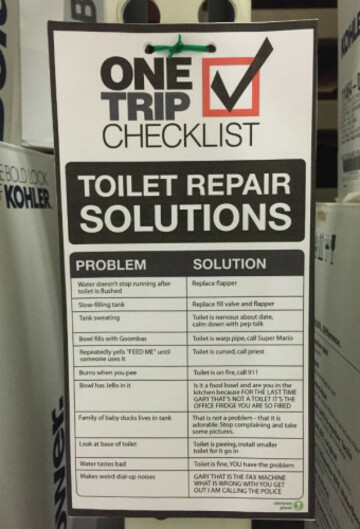 ONE
TRIP
CHECKLIST
TOILET REPAIR
SOLUTIONS
PROBLEM SOLUTION
Water doesn't stop running after
toilet is flushed
Replace flapper
Slow-filling tank
Replace fill valve and flapper
Tank sweating
Toilet is nervous about date,
calm down with pep talk
Bowl fills with Goombas
Toilet is warp pipe, call Super Mario
Repeatedly yells "FEED ME" until
someone uses it
Toilet is cursed, call priest
Burns when you pee
Toilet is on fire, call 911
Bowl has Jello in it
Is it a food bowl and are you in the
kitchen because FOR THE LAST TIME
GARY THAT'S NOT A TOILET IT'S THE
OFFICE FRIDGE YOU ARE SO FIRED
Family of baby ducks lives in tank
That is not a problem - that it is
adorable. Stop complaining and take
some pictures.
Leak at base of toilet
Toilet is peeing, install smaller
toilet for it to go in
Water tastes bad
Toilet is fine, YOU have the problem
Makes weird dial-up noises
GARY THAT IS THE FAX MACHINE
WHAT IS WRONG WITH YOU GET
OUT I AM CALLING THE POLICE
obvious
plant
BOLD LOOK
OF KOHLER
KOHLER